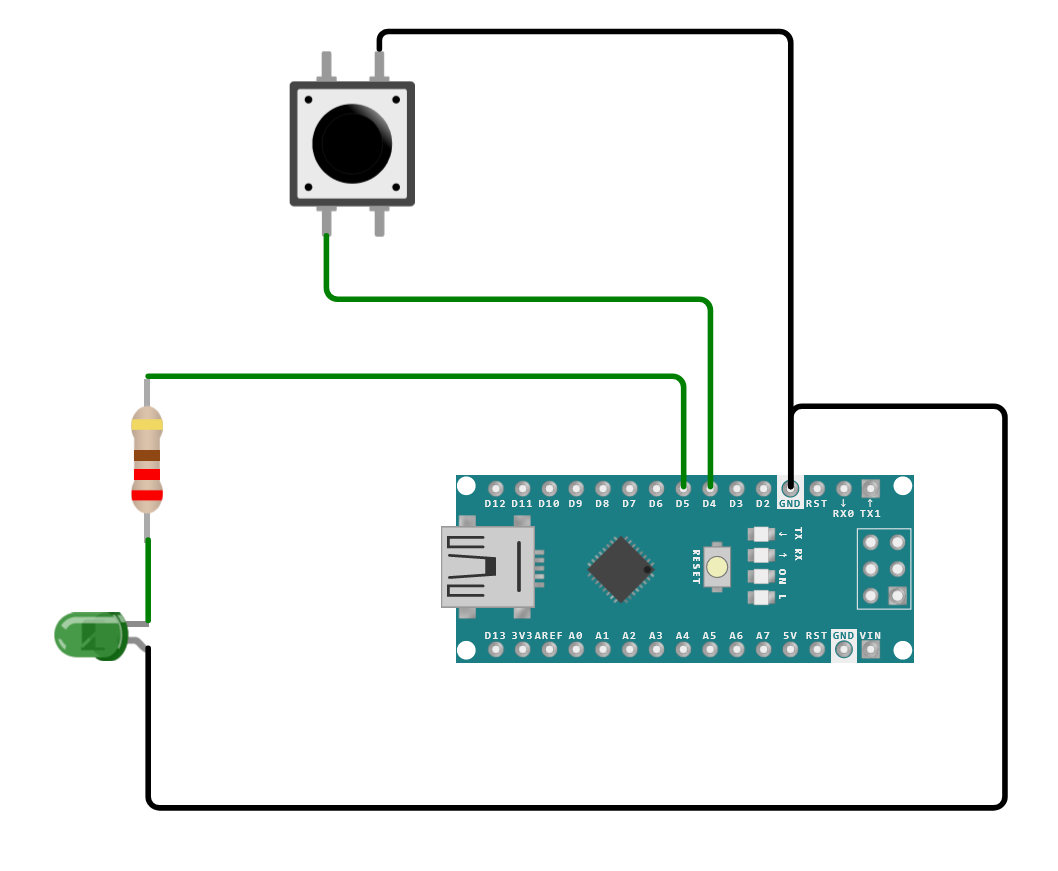 D12 D11 D10 D9 D8 D7 D6 D5 D4 D3 D2 GND RST ↓ ↑
RX0 TX1
RESET
← TX
→ RX
ON
L
D13 3V3 AREF A0 A1 A2 A3 A4 A5 A6 A7 5V RST GND VIN